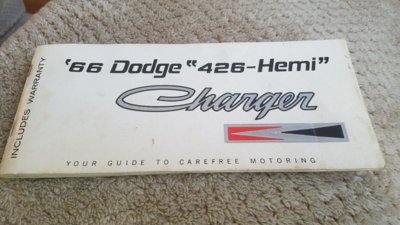 '66 Dodge "426-Hemi"
Charger
INCLUDES WARRANTY
YOUR GUIDE TO CAREFREE MOTORING